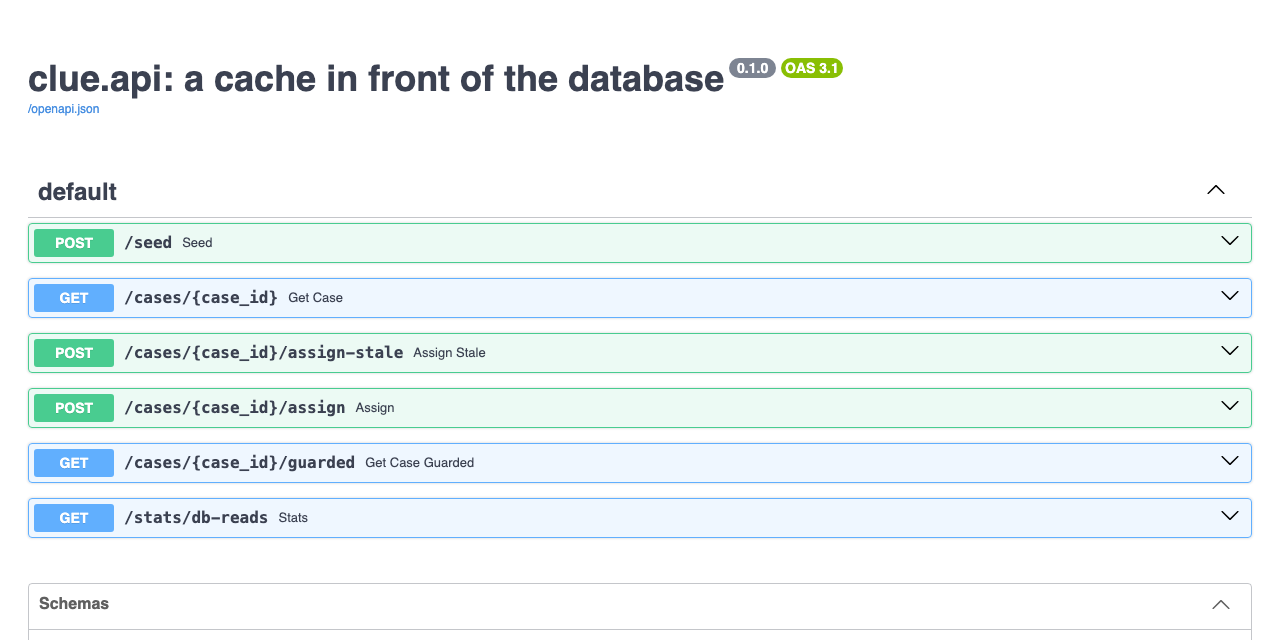 clue.api: a cache in front of the database 0.1.0 OAS 3.1
/openapi.json
default
POST /seed Seed
GET /cases/{case_id} Get Case
POST /cases/{case_id}/assign-stale Assign Stale
POST /cases/{case_id}/assign Assign
GET /cases/{case_id}/guarded Get Case Guarded
GET /stats/db-reads Stats
Schemas